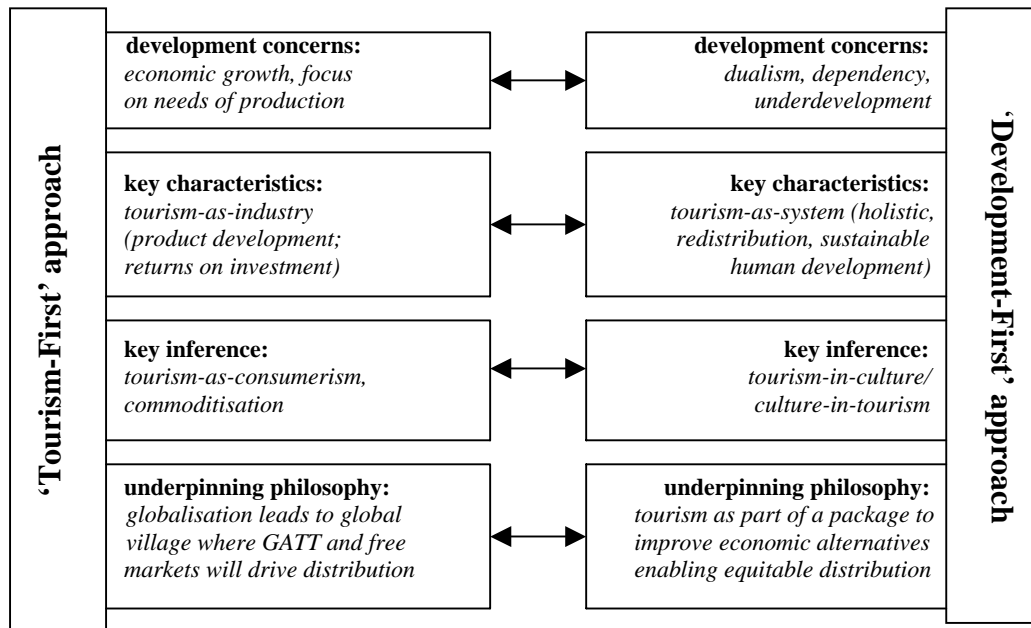 ‘Tourism-First’ approach
development concerns:
economic growth, focus
on needs of production
key characteristics:
tourism-as-industry
(product development;
returns on investment)
key inference:
tourism-as-consumerism,
commoditisation
underpinning philosophy:
globalisation leads to global
village where GATT and free
markets will drive distribution
development concerns:
dualism, dependency,
underdevelopment
key characteristics:
tourism-as-system (holistic,
redistribution, sustainable
human development)
key inference:
tourism-in-culture/
culture-in-tourism
underpinning philosophy:
tourism as part of a package to
improve economic alternatives
enabling equitable distribution
‘Development-First’ approach